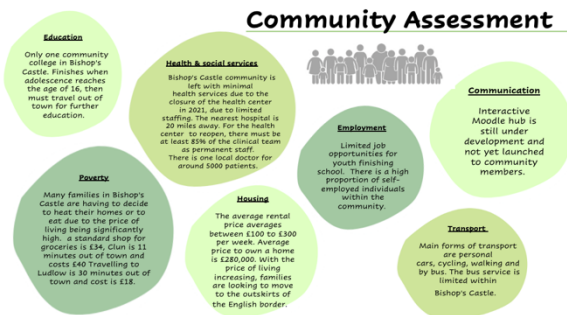 Community Assessment
Education
Only one community
college in Bishop's
Castle. Finishes when
adolescence reaches
the age of 16, then
must travel out of
town for further
education.
Health & social services
Bishop's Castle community is
left with minimal
health services due to the
closure of the health center
in 2021, due to limited
staffing. The nearest hospital is
20 miles away. For the health
center to reopen, there must be
at least 85% of the clinical team
as permanent staff.
There is one local doctor for
around 5000 patients.
Communication
Interactive
Moodle hub is
still under
development and
not yet launched
to community
members.
Employment
Limited job
opportunities for
youth finishing
school. There is a high
proportion of self-
employed individuals
within the
community.
Poverty
Many families in Bishop's
Castle are having to decide
to heat their homes or to
eat due to the price of
living being significantly
high. a standard shop for
groceries is £34, Clun is 11
minutes out of town and
costs £40 Travelling to
Ludlow is 30 minutes out of
town and cost is £18.
Housing
The average rental
price averages
between £100 to £300
per week. Average
price to own a home
is £280,000. With the
price of living
increasing, families
are looking to move
to the outskirts of
the English border.
Transport
Main forms of transport
are personal
cars, cycling, walking and
by bus. The bus service is
limited within
Bishop's Castle.